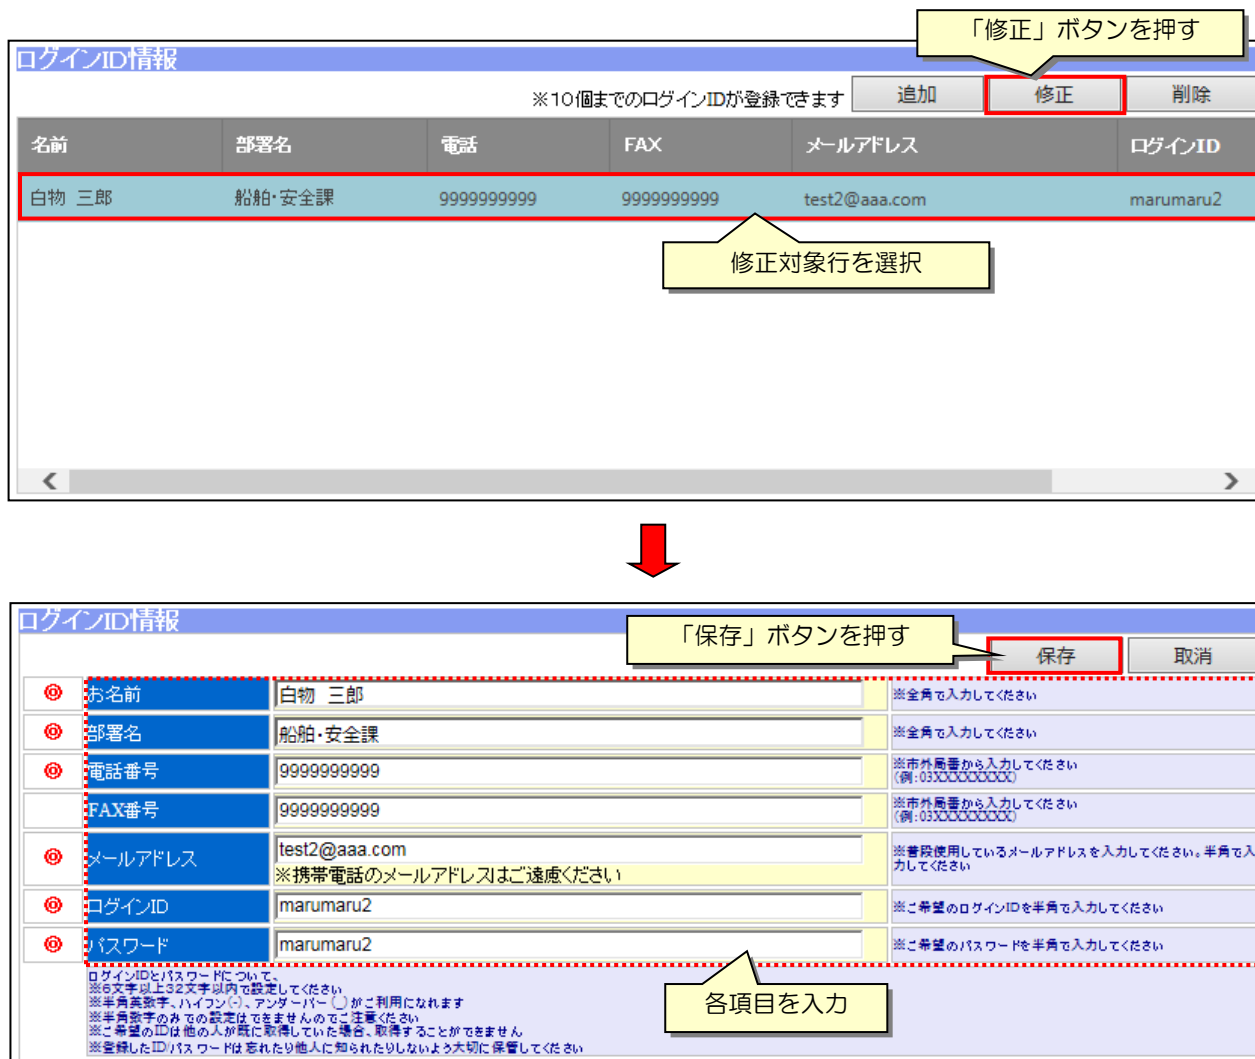 「修正」ボタンを押す
ログインID情報
※10個までのログインIDが登録できます 追加 修正 削除
名前 部署名 電話 FAX メールアドレス ログインID
白物 三郎 船舶・安全課 9999999999 9999999999 test2@aaa.com marumaru2
修正対象行を選択
ログインID情報
「保存」ボタンを押す
保存 取消
◎ お名前 白物 三郎 ※全角で入力してください
◎ 部署名 船舶・安全課 ※全角で入力してください
◎ 電話番号 9999999999 ※市外局番から入力してください
(例:03XXXXXXXX)
FAX番号 9999999999 ※市外局番から入力してください
(例:03XXXXXXXX)
◎ メールアドレス test2@aaa.com ※普段使用しているメールアドレスを入力してください。半角で入
力してください
※携帯電話のメールアドレスはご遠慮ください
◎ ログインID marumaru2 ※ご希望のログインIDを半角で入力してください
◎ パスワード marumaru2 ※ご希望のパスワードを半角で入力してください
各項目を入力
ログインIDとパスワードについて、
※6文字以上32文字以内で設定してください
※半角英数字、ハイフン(-)、アンダーバー(_)がご利用になれます
※半角数字のみでの設定はできませんのでご注意ください
※ご希望のIDは他の人が既に取得していた場合、取得することができません
※登録したID/パスワードは忘れたり他人に知られたりしないよう大切に保管してください